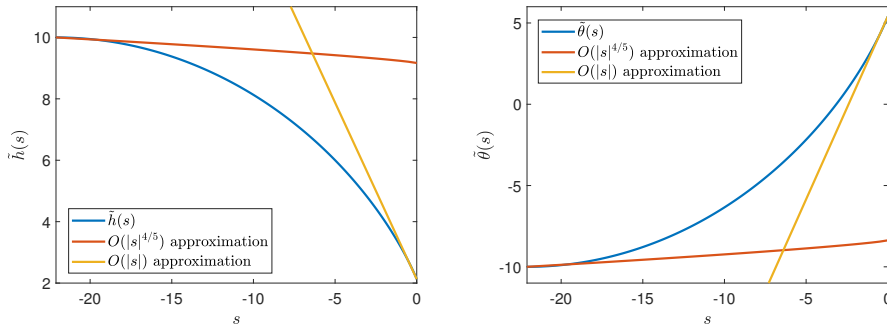 10
8
6
4
2
-20
-15
-10
-5
0
s
h̃(s)
h̃(s)
O(|s|^{4/5}) approximation
O(|s|) approximation
5
0
-5
-10
-20
-15
-10
-5
0
s
θ̃(s)
θ̃(s)
O(|s|^{4/5}) approximation
O(|s|) approximation